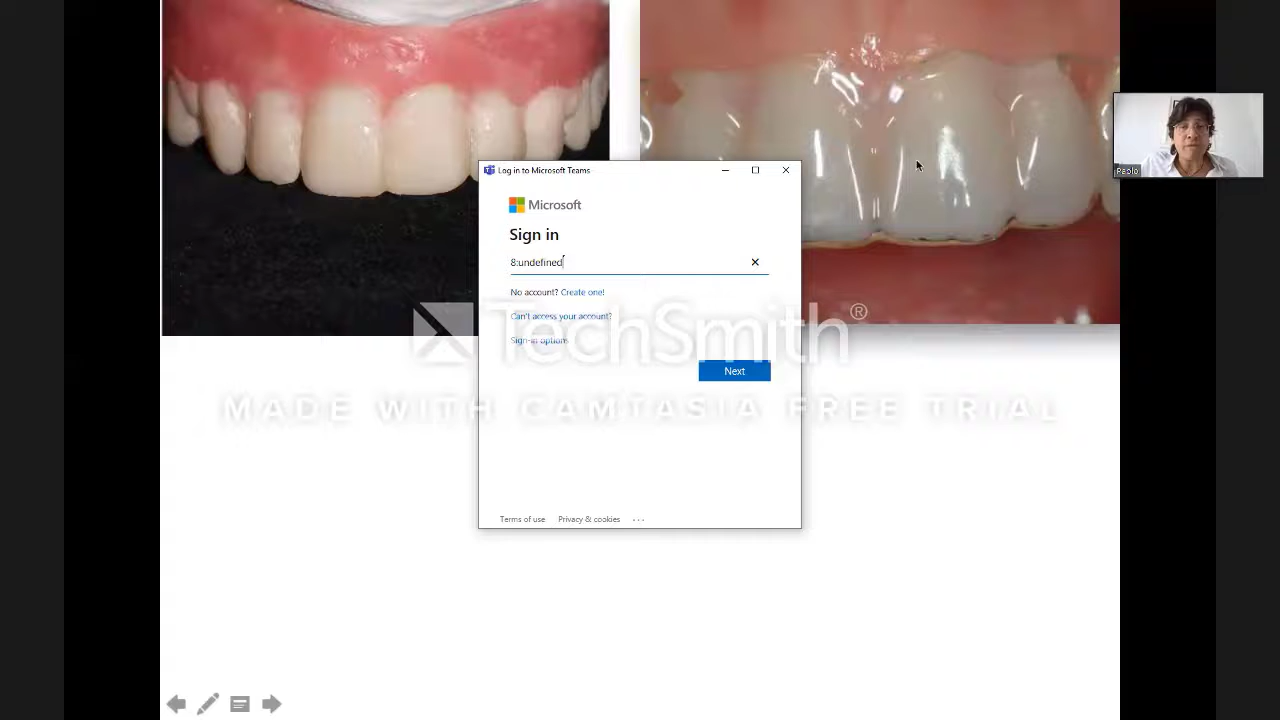 Log in to Microsoft Teams
Microsoft
Sign in
8:undefined
No account? Create one!
Can't access your account?
Sign-in options
Next
Terms of use
Privacy & cookies
Paolo
TechSmith®
MADE WITH CAMTASIA FREE TRIAL